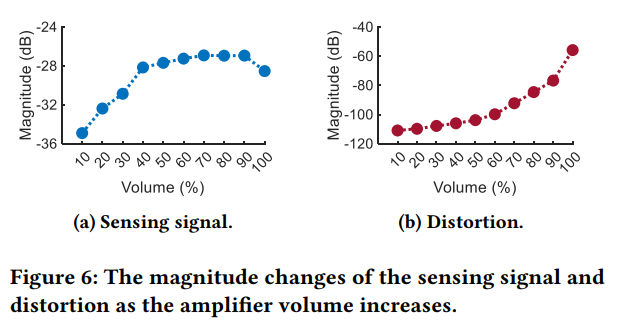 -24
-28
-32
-36
Magnitude (dB)
10 20 30 40 50 60 70 80 90 100
Volume (%)
(a) Sensing signal.
-40
-60
-80
-100
-120
Magnitude (dB)
10 20 30 40 50 60 70 80 90 100
Volume (%)
(b) Distortion.
Figure 6: The magnitude changes of the sensing signal and
distortion as the amplifier volume increases.